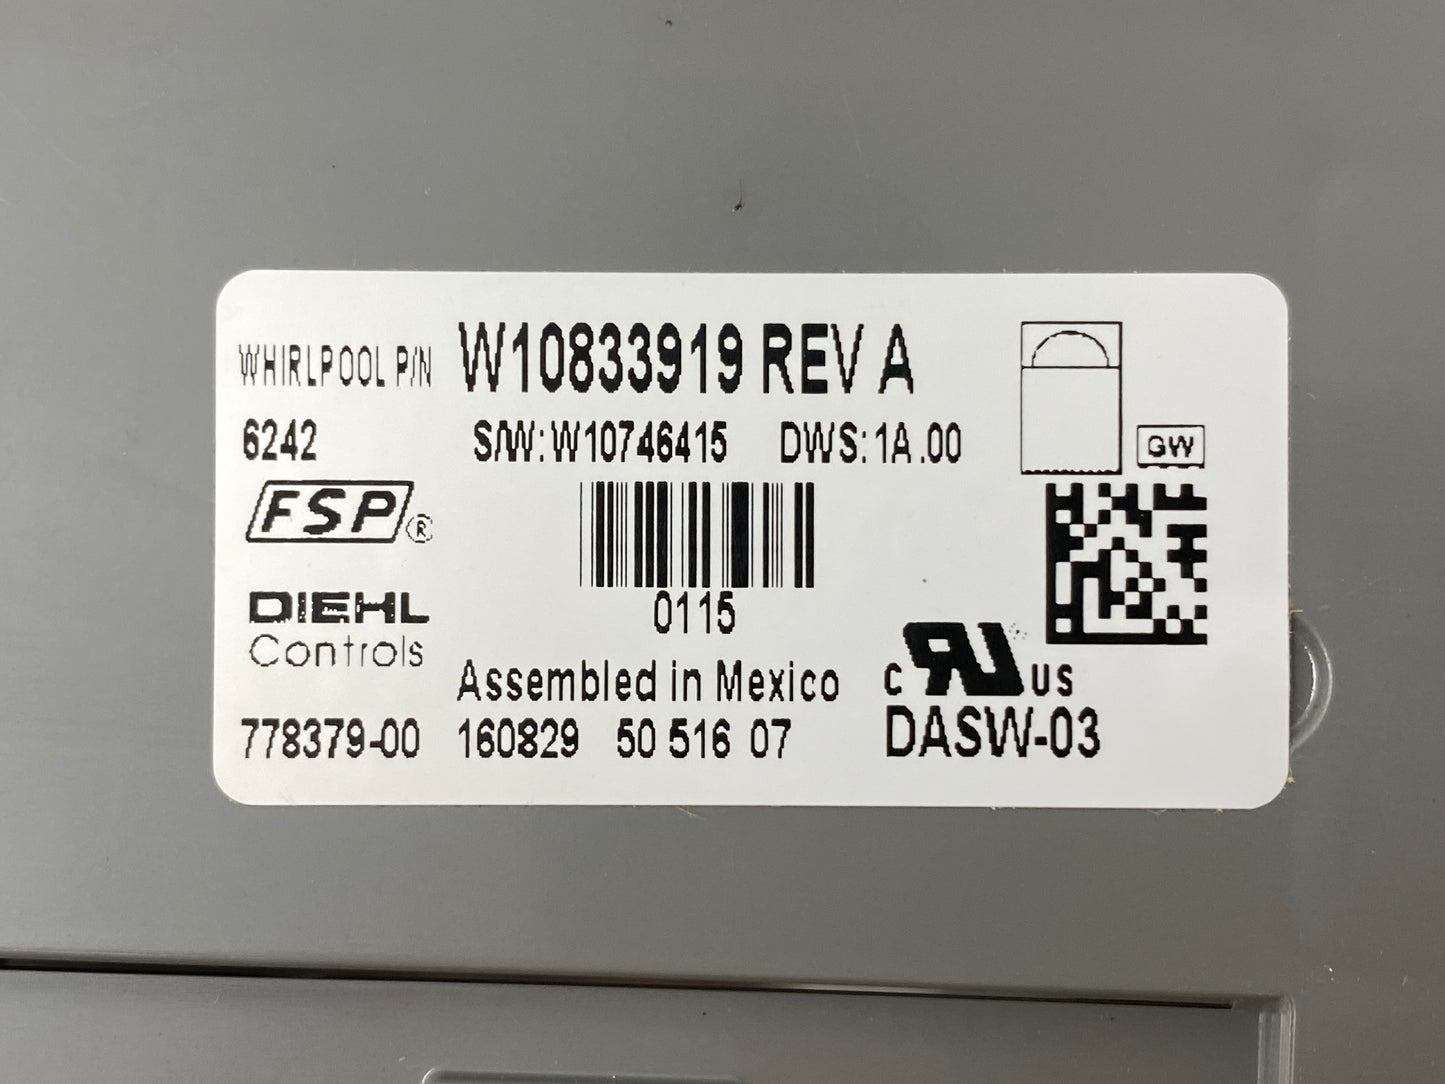 WHIRLPOOL P/N W10833919 REV A
6242 S/W: W10746415 DWS: 1A.00
GW
FSP®
0115
DIEHL
Controls
Assembled in Mexico
c RU US
778379-00 160829 50 516 07 DASW-03